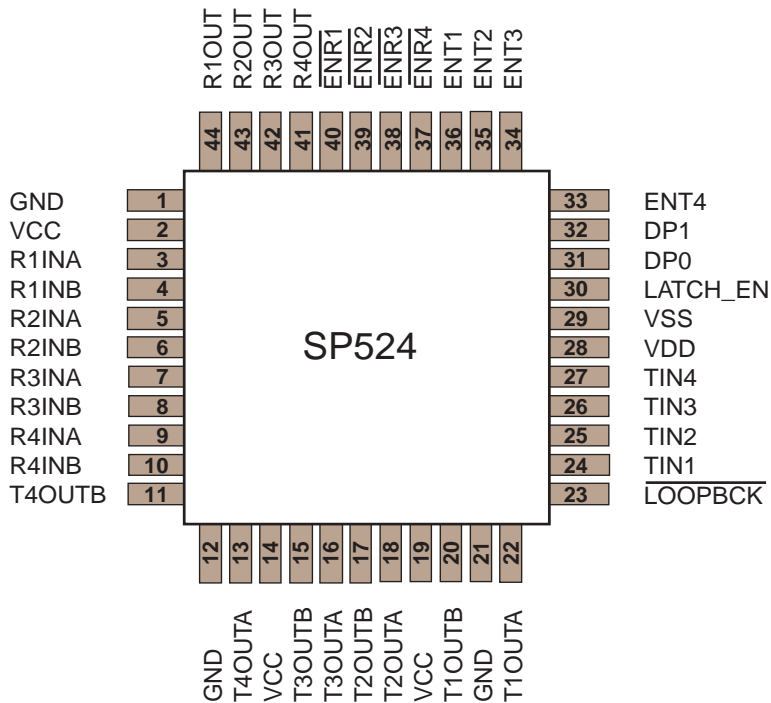 R1OUT
R2OUT
R3OUT
R4OUT
ENR1
ENR2
ENR3
ENR4
ENT1
ENT2
ENT3
44
43
42
41
40
39
38
37
36
35
34
GND 1
VCC 2
R1INA 3
R1INB 4
R2INA 5
R2INB 6
R3INA 7
R3INB 8
R4INA 9
R4INB 10
T4OUTB 11
SP524
33 ENT4
32 DP1
31 DP0
30 LATCH_EN
29 VSS
28 VDD
27 TIN4
26 TIN3
25 TIN2
24 TIN1
23 LOOPBCK
12
13
14
15
16
17
18
19
20
21
22
GND
T4OUTA
VCC
T3OUTB
T3OUTA
T2OUTB
T2OUTA
VCC
T1OUTB
GND
T1OUTA